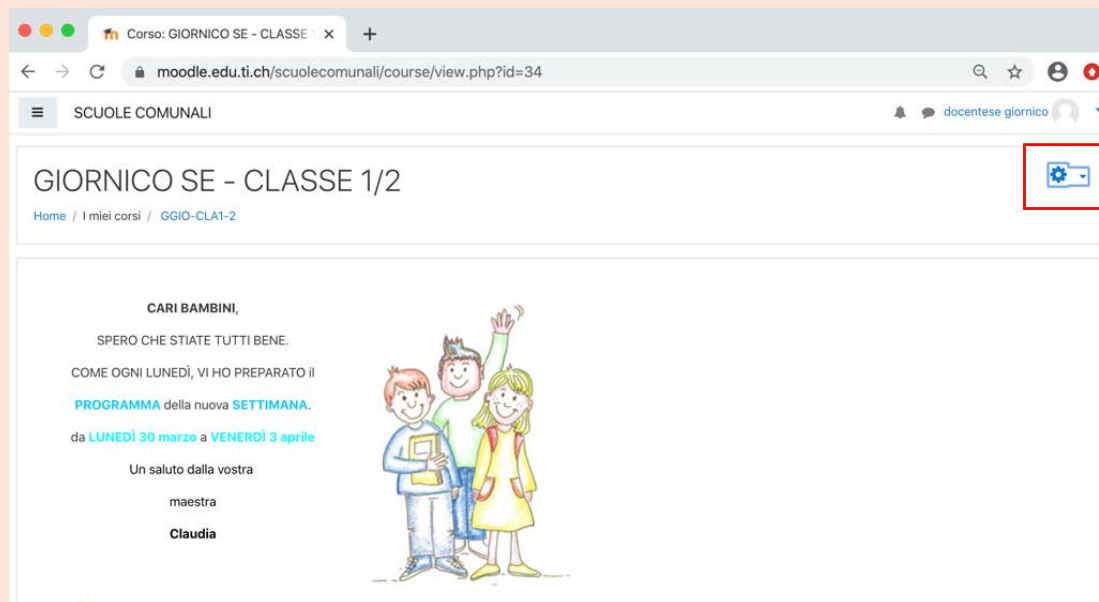 Corso: GIORNICO SE - CLASSE
moodle.edu.ti.ch/scuolecomunali/course/view.php?id=34
SCUOLE COMUNALI
docentese giornico
GIORNICO SE - CLASSE 1/2
Home / I miei corsi / GGIO-CLA1-2
CARI BAMBINI,
SPERO CHE STIATE TUTTI BENE.
COME OGNI LUNEDÌ, VI HO PREPARATO il
PROGRAMMA della nuova SETTIMANA.
da LUNEDÌ 30 marzo a VENERDÌ 3 aprile
Un saluto dalla vostra
maestra
Claudia